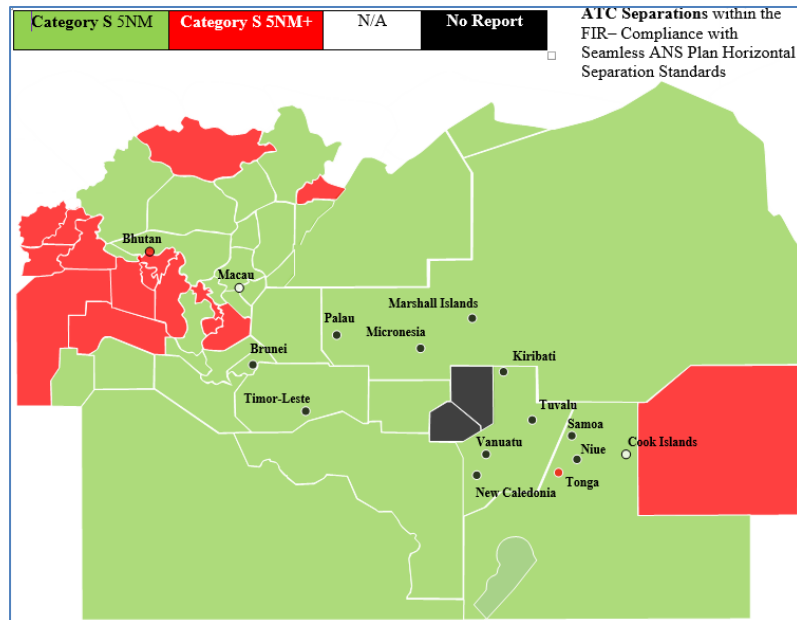 Category S 5NM
Category S 5NM+
N/A
No Report
ATC Separations within the
FIR– Compliance with
Seamless ANS Plan Horizontal
Separation Standards
Bhutan
Macau
Marshall Islands
Palau
Micronesia
Brunei
Kiribati
Timor-Leste
Tuvalu
Samoa
Vanuatu
Niue
Cook Islands
Tonga
New Caledonia